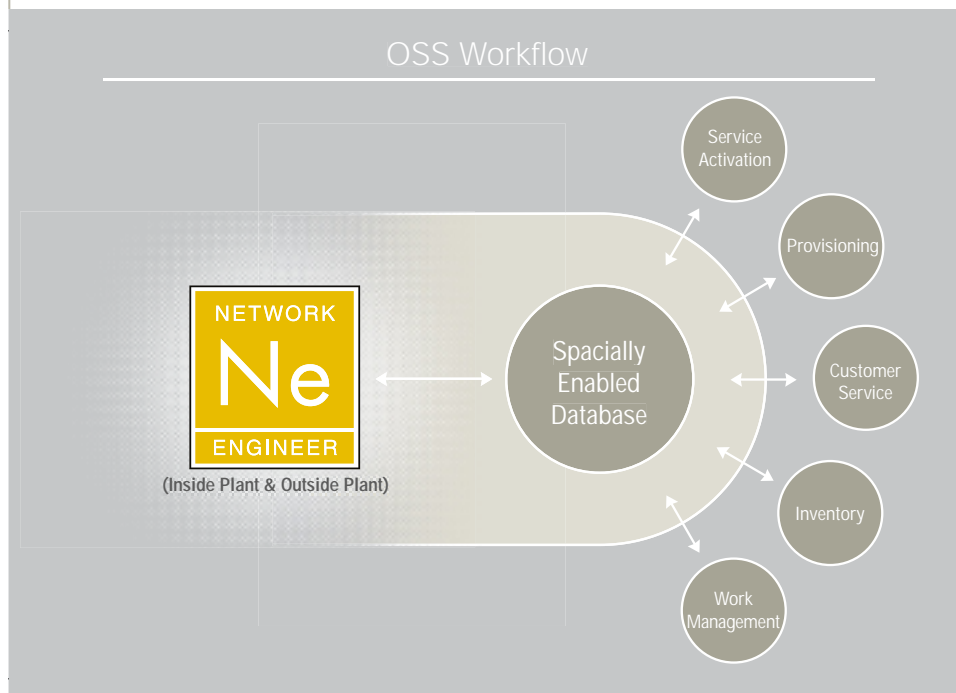 OSS Workflow
Service
Activation
Provisioning
NETWORK
Ne
ENGINEER
(Inside Plant & Outside Plant)
Spacially
Enabled
Database
Customer
Service
Inventory
Work
Management